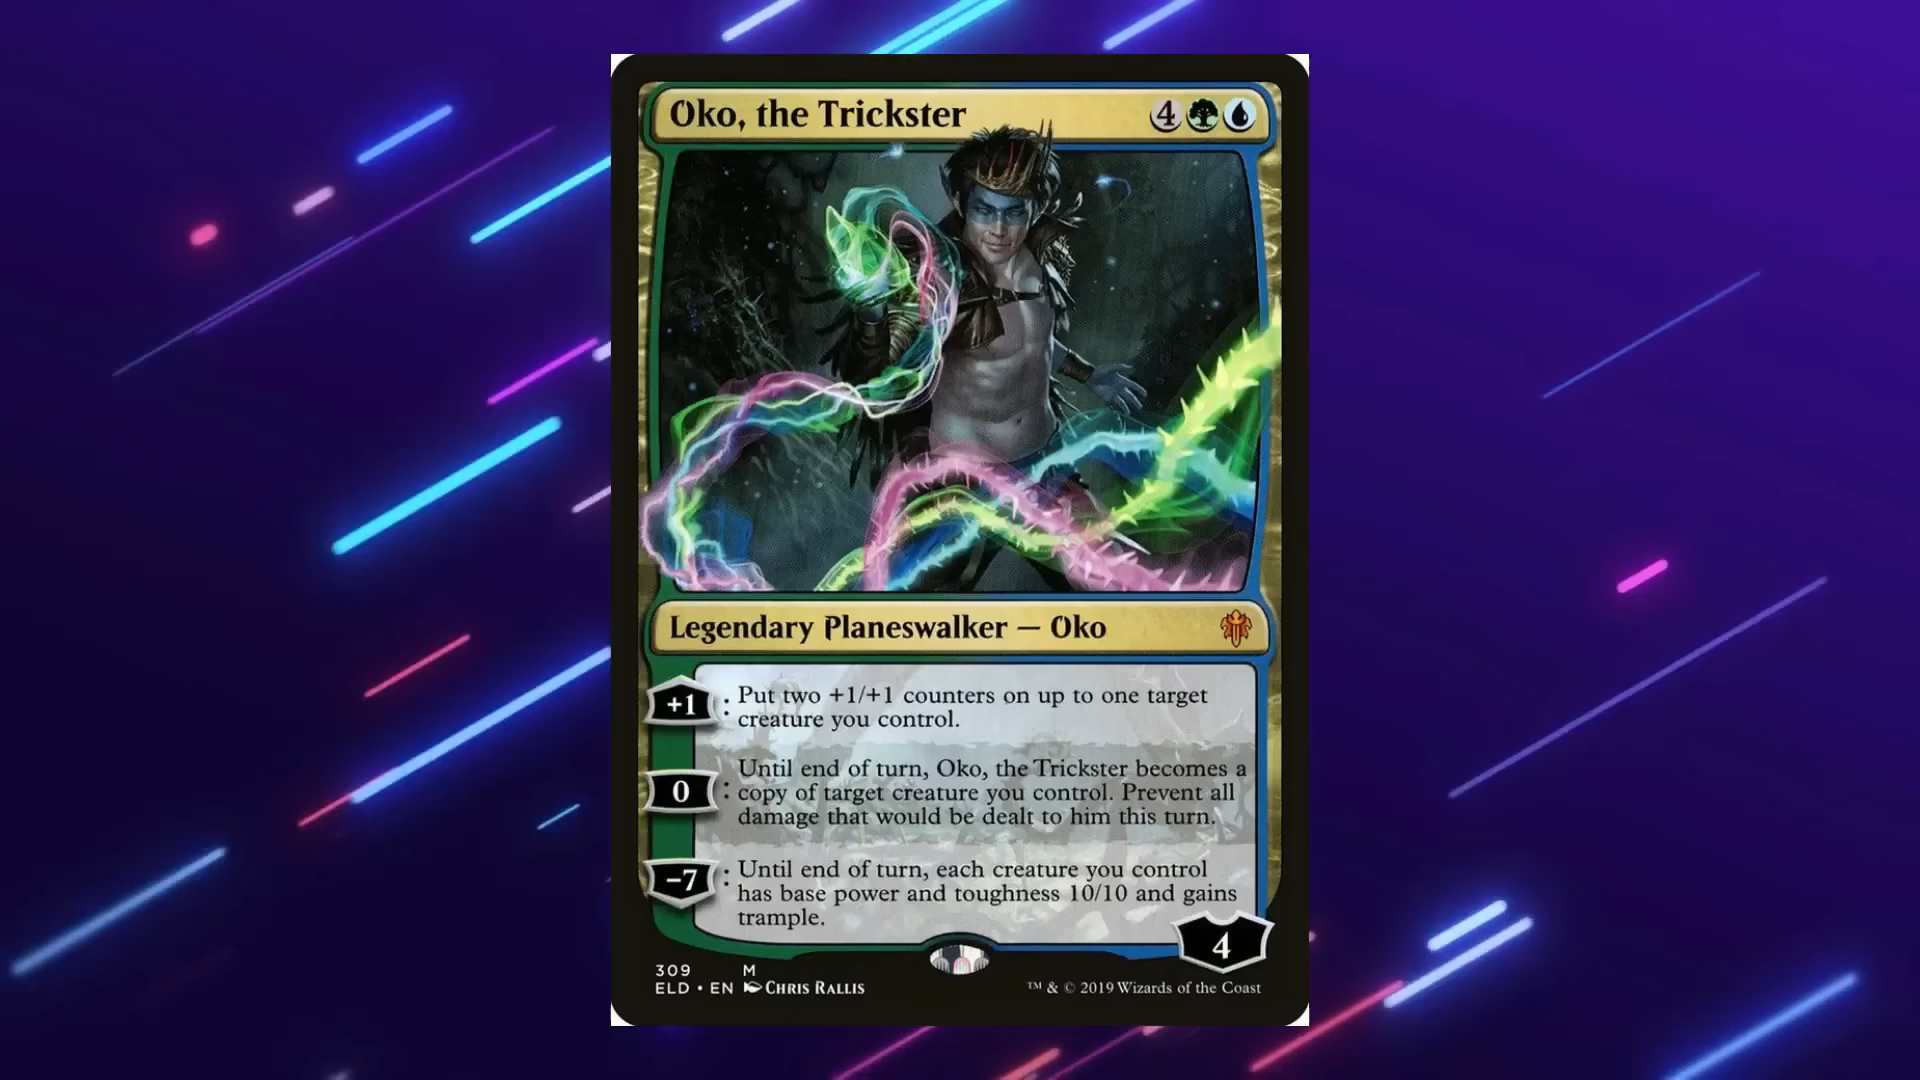 Oko, the Trickster 4
Legendary Planeswalker — Oko
+1 : Put two +1/+1 counters on up to one target
creature you control.
0 : Until end of turn, Oko, the Trickster becomes a
copy of target creature you control. Prevent all
damage that would be dealt to him this turn.
−7 : Until end of turn, each creature you control
has base power and toughness 10/10 and gains
trample.
4
309 M
ELD • EN Chris Rallis
™ & © 2019 Wizards of the Coast